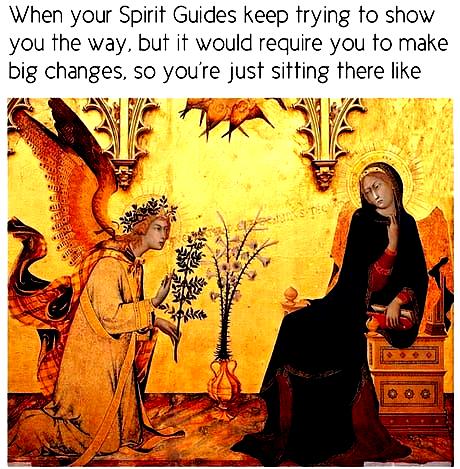 When your Spirit Guides keep trying to show
you the way, but it would require you to make
big changes, so you're just sitting there like